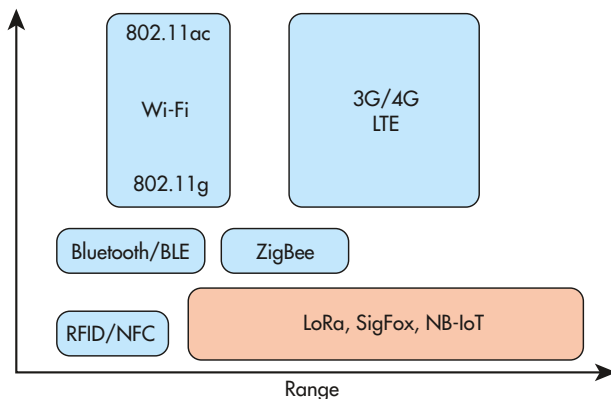 802.11ac
Wi-Fi
802.11g
3G/4G
LTE
Bluetooth/BLE
ZigBee
RFID/NFC
LoRa, SigFox, NB-IoT
Range